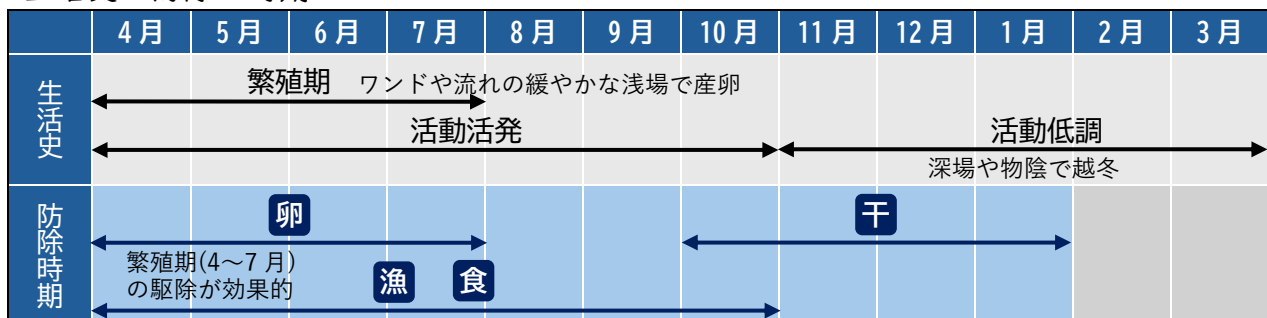 4月 5月 6月 7月 8月 9月 10月 11月 12月 1月 2月 3月
生活史
繁殖期 ワンドや流れの緩やかな浅場で産卵
活動活発 活動低調
深場や物陰で越冬
防除時期
卵 干
繁殖期(4～7月)
の駆除が効果的
漁 食